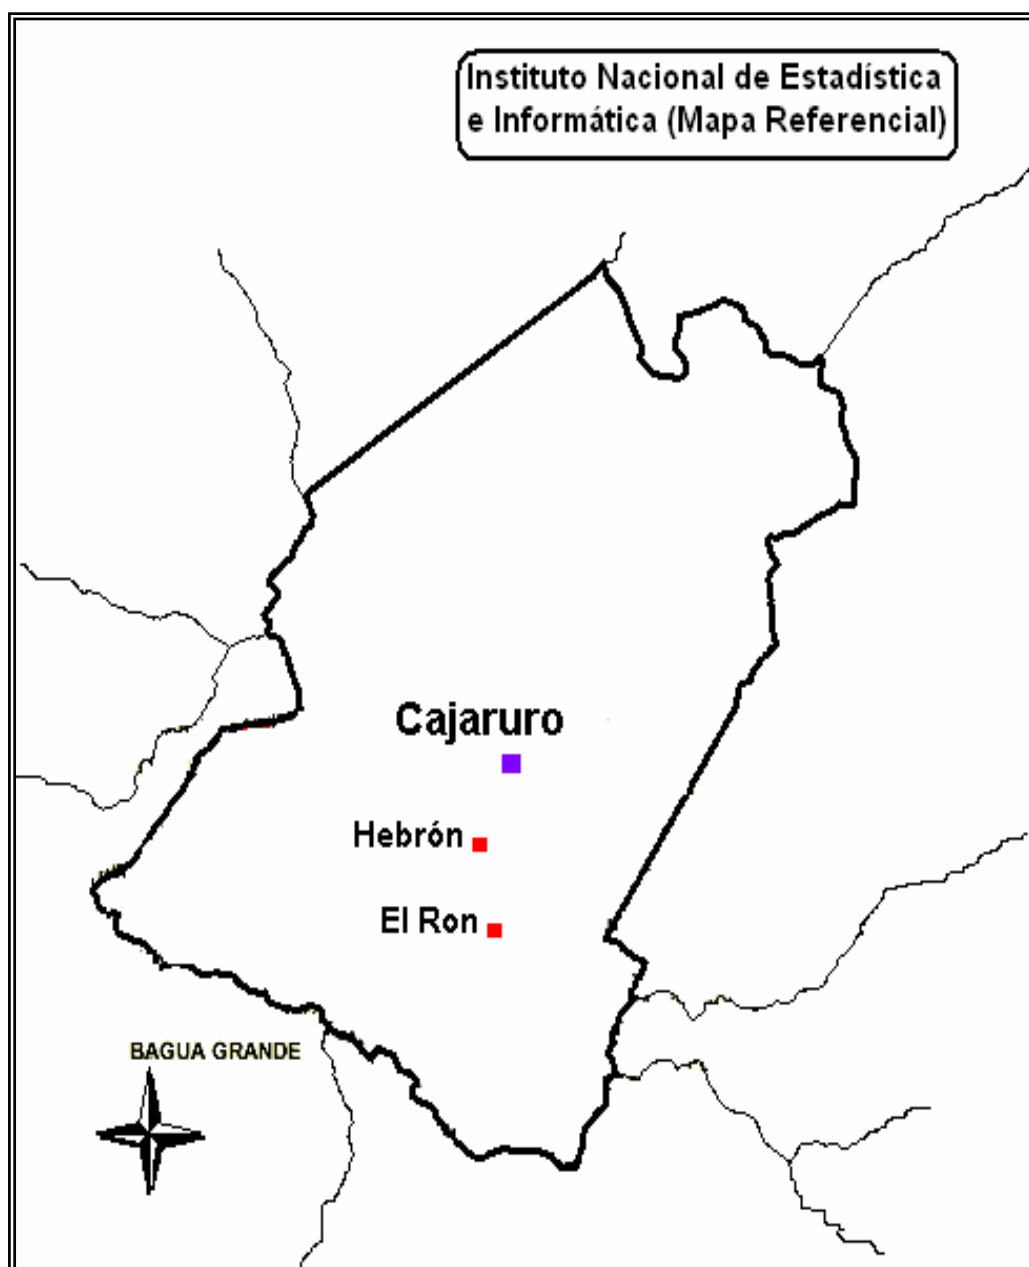 Instituto Nacional de Estadística
e Informática (Mapa Referencial)
Cajaruro
Hebrón
El Ron
BAGUA GRANDE